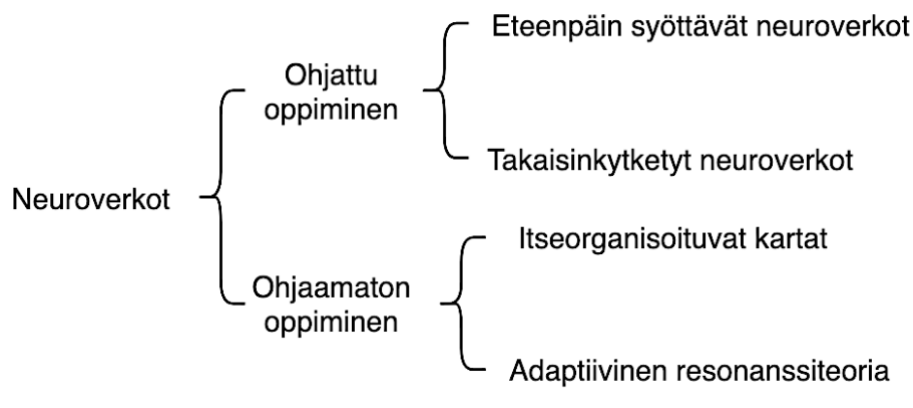 Neuroverkot
Ohjattu
oppiminen
Eteenpäin syöttävät neuroverkot
Takaisinkytketyt neuroverkot
Ohjaamaton
oppiminen
Itseorganisoituvat kartat
Adaptiivinen resonanssiteoria